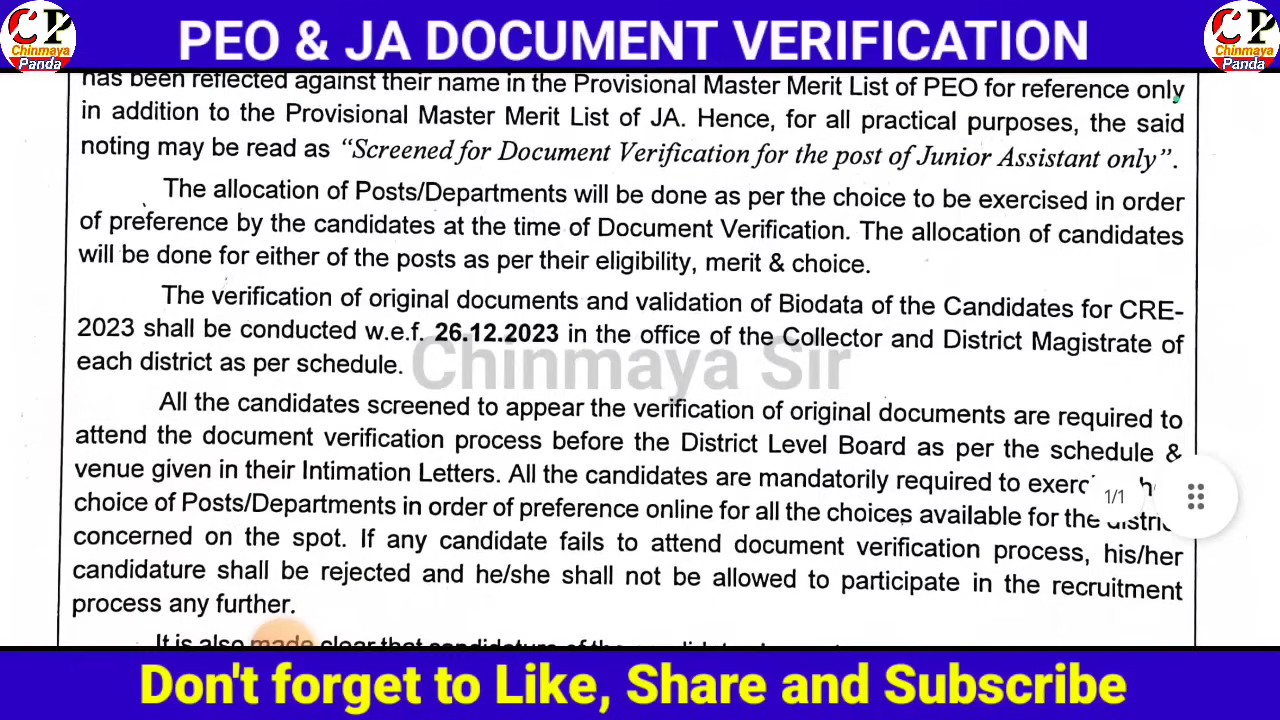 CP
Chinmaya
Panda
PEO & JA DOCUMENT VERIFICATION
CP
Chinmaya
Panda
has been reflected against their name in the Provisional Master Merit List of PEO for reference only
in addition to the Provisional Master Merit List of JA. Hence, for all practical purposes, the said
noting may be read as “Screened for Document Verification for the post of Junior Assistant only”.
The allocation of Posts/Departments will be done as per the choice to be exercised in order
of preference by the candidates at the time of Document Verification. The allocation of candidates
will be done for either of the posts as per their eligibility, merit & choice.
The verification of original documents and validation of Biodata of the Candidates for CRE-
2023 shall be conducted w.e.f. 26.12.2023 in the office of the Collector and District Magistrate of
each district as per schedule.
Chinmaya Sir
All the candidates screened to appear the verification of original documents are required to
attend the document verification process before the District Level Board as per the schedule &
venue given in their Intimation Letters. All the candidates are mandatorily required to
choice of Posts/Departments in order of preference online for all the choices available for the
1/1
concerned on the spot. If any candidate fails to attend document verification process, his/her
candidature shall be rejected and he/she shall not be allowed to participate in the recruitment
process any further.
It is also made clear that candidature of the
Don't forget to Like, Share and Subscribe